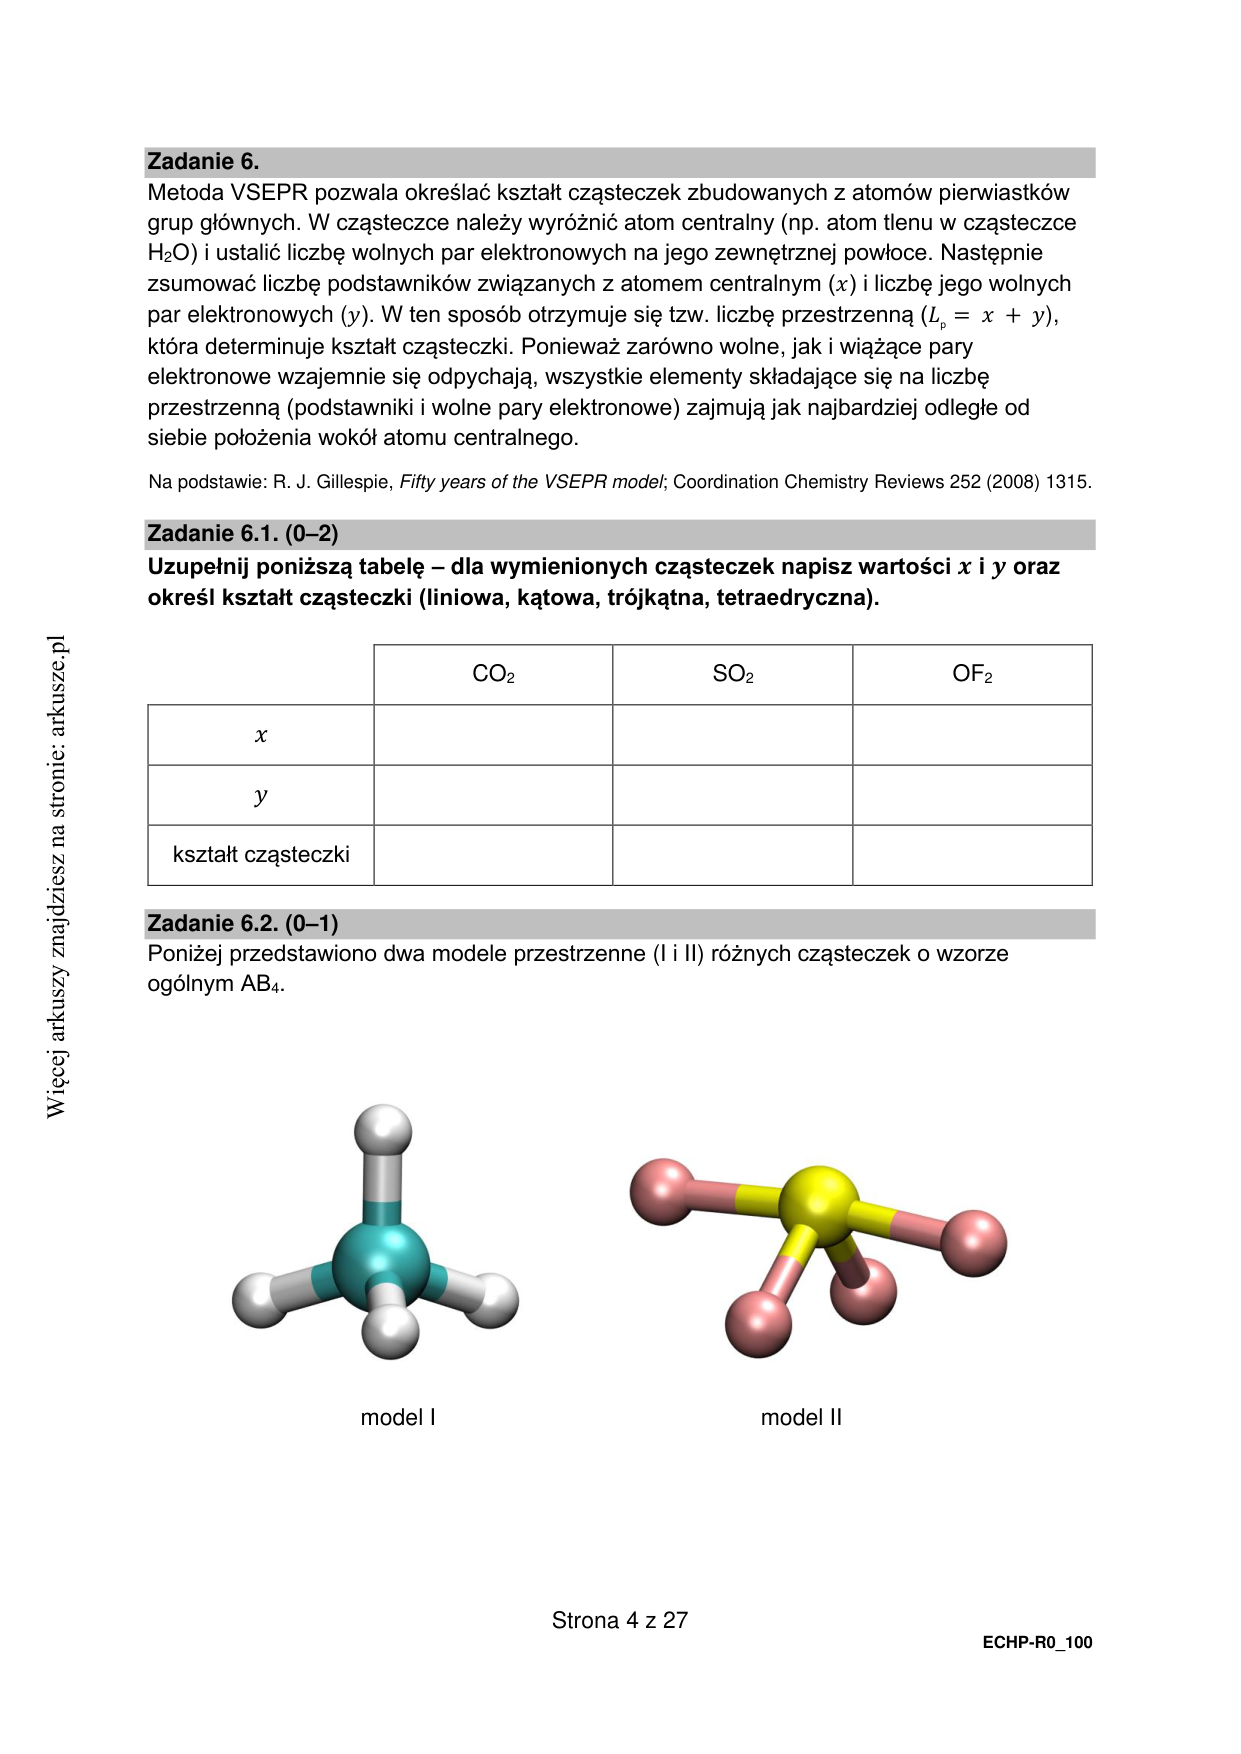 Zadanie 6.
Metoda VSEPR pozwala określać kształt cząsteczek zbudowanych z atomów pierwiastków
grup głównych. W cząsteczce należy wyróżnić atom centralny (np. atom tlenu w cząsteczce
H₂O) i ustalić liczbę wolnych par elektronowych na jego zewnętrznej powłoce. Następnie
zsumować liczbę podstawników związanych z atomem centralnym (x) i liczbę jego wolnych
par elektronowych (y). W ten sposób otrzymuje się tzw. liczbę przestrzenną (Lₚ = x + y),
która determinuje kształt cząsteczki. Ponieważ zarówno wolne, jak i wiążące pary
elektronowe wzajemnie się odpychają, wszystkie elementy składające się na liczbę
przestrzenną (podstawniki i wolne pary elektronowe) zajmują jak najbardziej odległe od
siebie położenia wokół atomu centralnego.
Na podstawie: R. J. Gillespie, Fifty years of the VSEPR model; Coordination Chemistry Reviews 252 (2008) 1315.
Zadanie 6.1. (0–2)
Uzupełnij poniższą tabelę – dla wymienionych cząsteczek napisz wartości x i y oraz
określ kształt cząsteczki (liniowa, kątowa, trójkątna, tetraedryczna).
CO₂ SO₂ OF₂
x
y
kształt cząsteczki
Zadanie 6.2. (0–1)
Poniżej przedstawiono dwa modele przestrzenne (I i II) różnych cząsteczek o wzorze
ogólnym AB₄.
model I model II
Strona 4 z 27
ECHP-R0_100
Więcej arkuszy znajdziesz na stronie: arkusze.pl